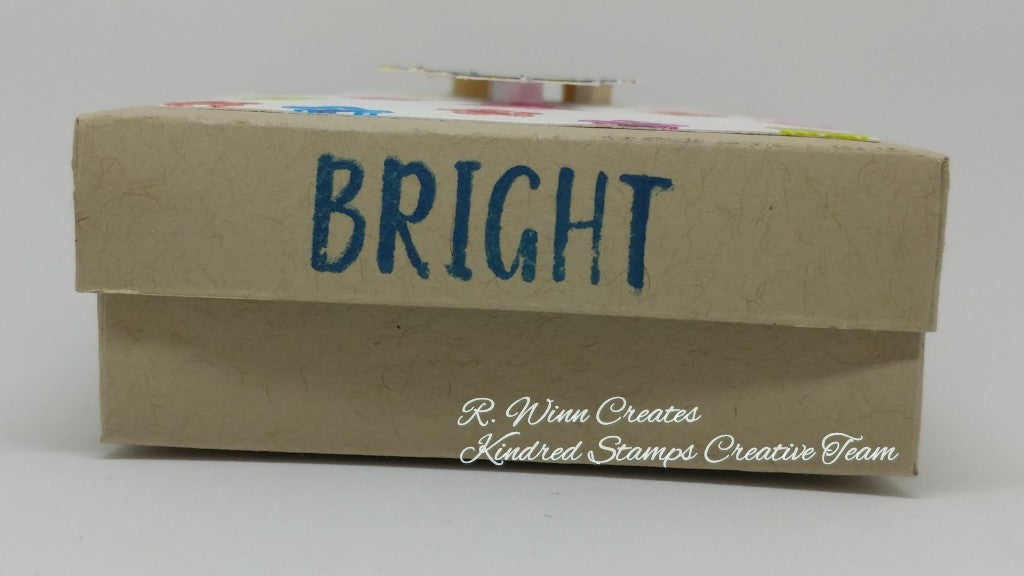 BRIGHT
R. Winn Creates
Kindred Stamps Creative Team